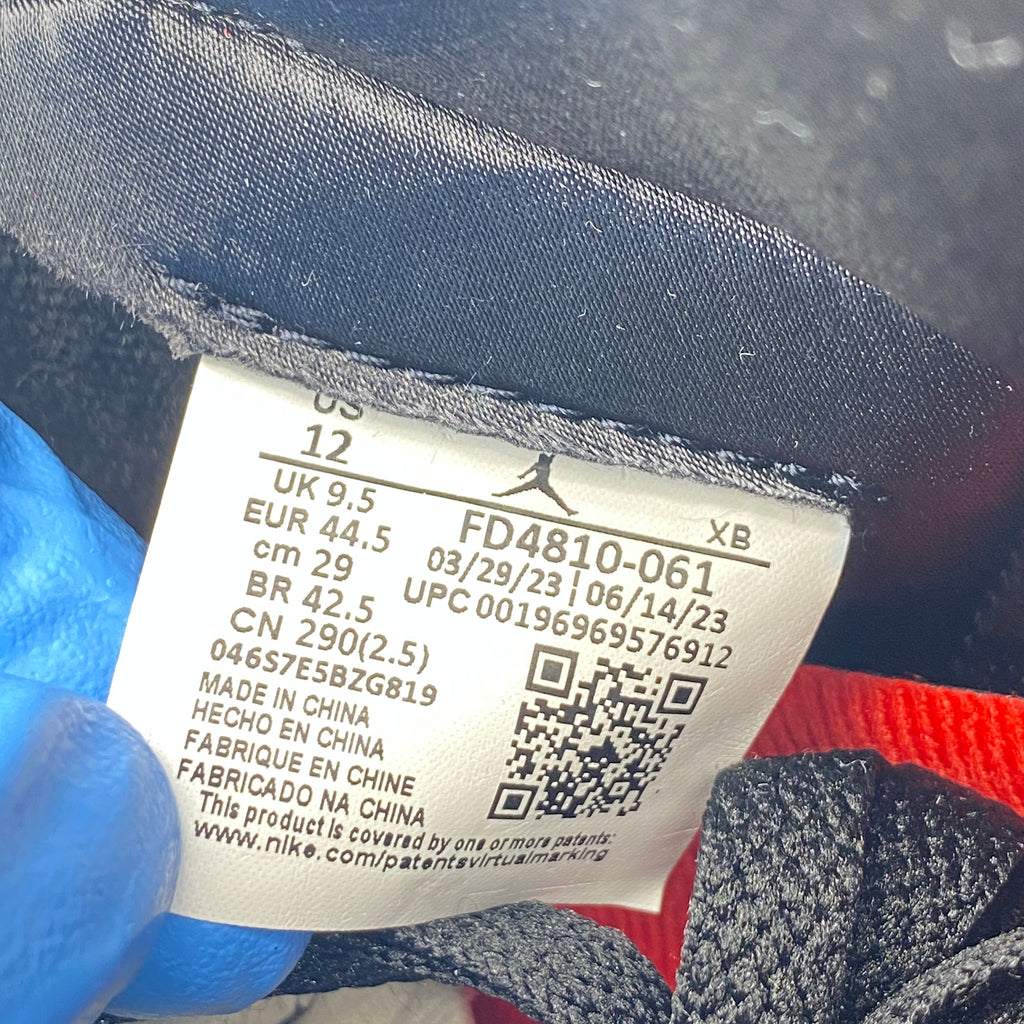 US
12
UK 9.5
EUR 44.5
cm 29
BR 42.5
CN 290(2.5)
046S7E5BZG819
XB
FD4810-061
03/29/23¦06/14/23
UPC 00196969576912
MADE IN CHINA
HECHO EN CHINA
FABRIQUE EN CHINE
FABRICADO NA CHINA
This product is covered by one or more patents:
www.nike.com/patentsvirtualmarking